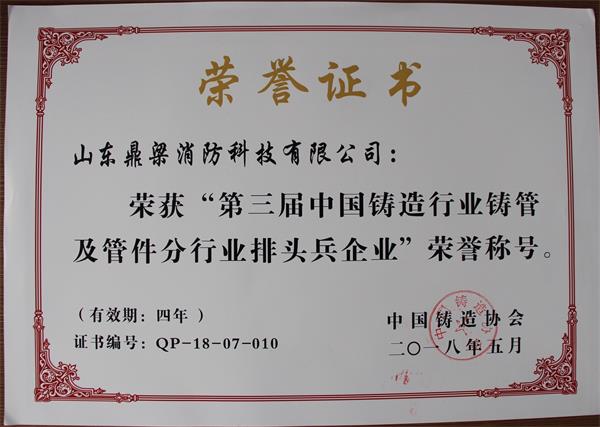 荣誉证书
山东鼎梁消防科技有限公司：
荣获“第三届中国铸造行业铸管
及管件分行业排头兵企业”荣誉称号。
（有效期：四年）
中国铸造协会
证书编号：QP-18-07-010
二〇一八年五月